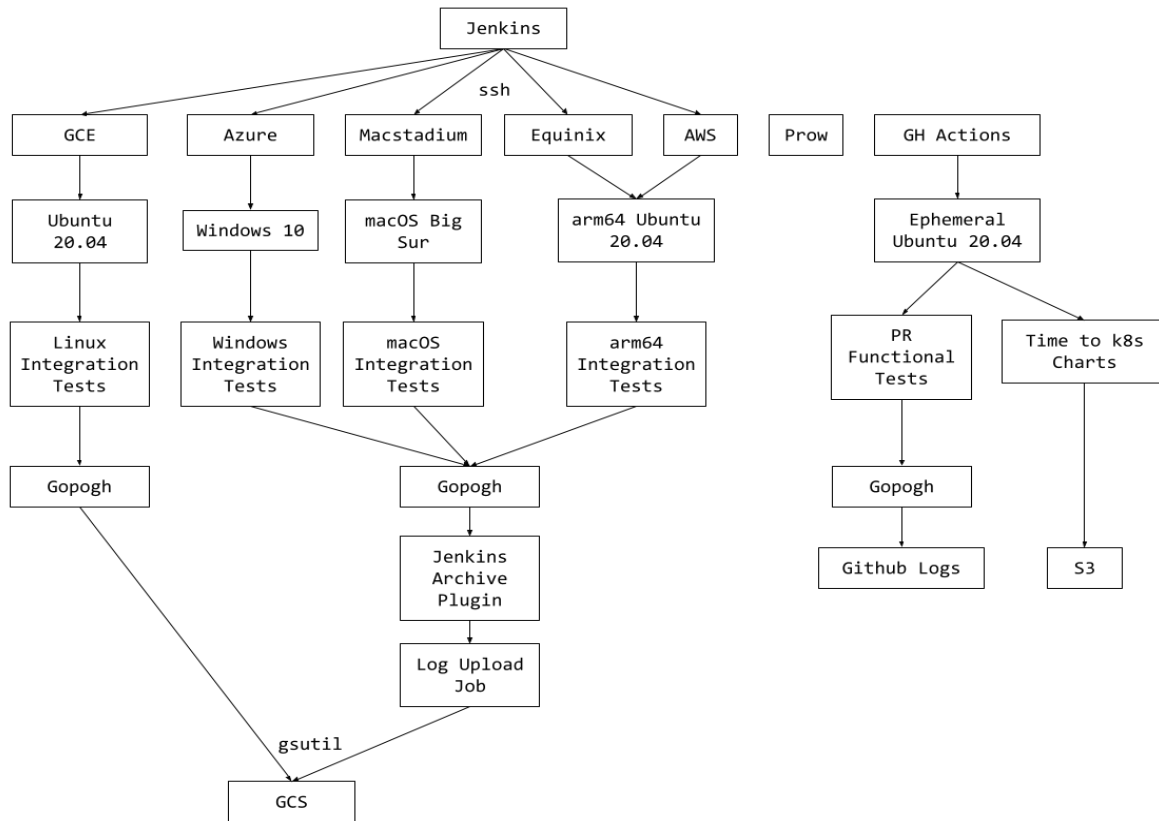 Jenkins
ssh
GCE
Azure
Macstadium
Equinix
AWS
Prow
GH Actions
Ubuntu
20.04
Windows 10
macOS Big
Sur
arm64 Ubuntu
20.04
Ephemeral
Ubuntu 20.04
Linux
Integration
Tests
Windows
Integration
Tests
macOS
Integration
Tests
arm64
Integration
Tests
PR
Functional
Tests
Time to k8s
Charts
Gopogh
Gopogh
Gopogh
Jenkins
Archive
Plugin
Github Logs
S3
Log Upload
Job
gsutil
GCS